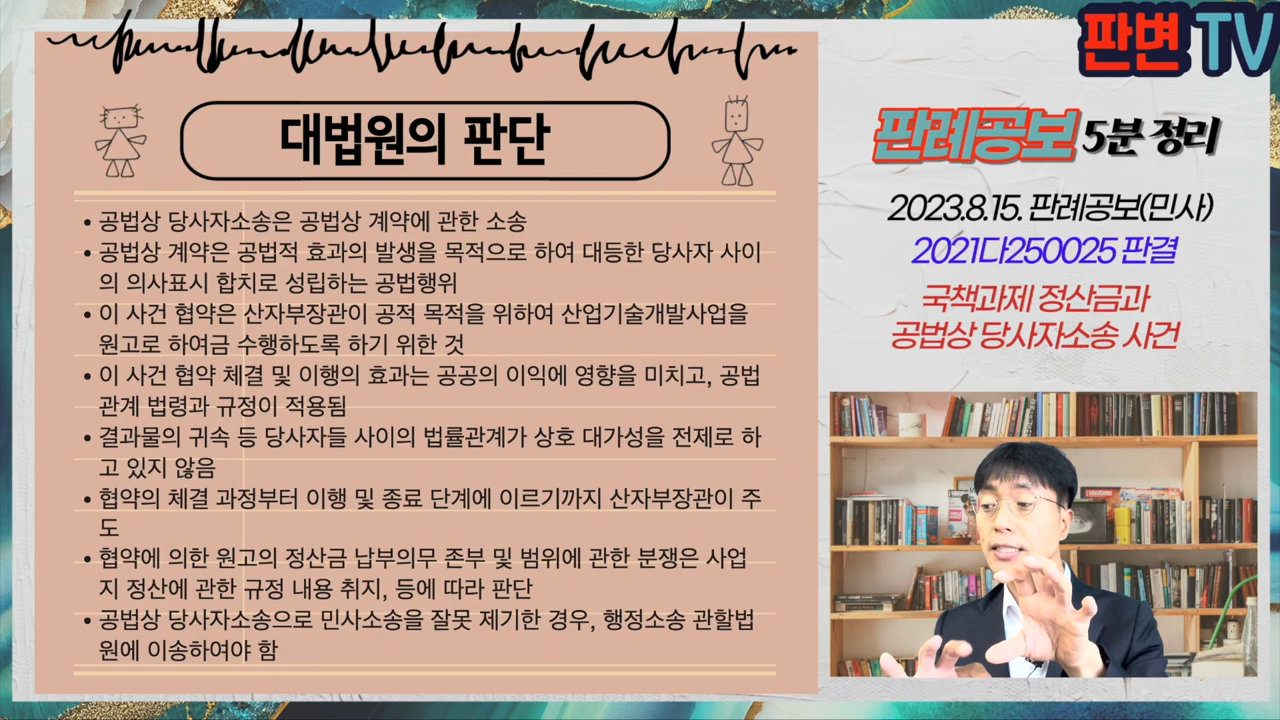 판변 TV
대법원의 판단
• 공법상 당사자소송은 공법상 계약에 관한 소송
• 공법상 계약은 공법적 효과의 발생을 목적으로 하여 대등한 당사자 사이
의 의사표시 합치로 성립하는 공법행위
• 이 사건 협약은 산자부장관이 공적 목적을 위하여 산업기술개발사업을
원고로 하여금 수행하도록 하기 위한 것
• 이 사건 협약 체결 및 이행의 효과는 공공의 이익에 영향을 미치고, 공법
관계 법령과 규정이 적용됨
• 결과물의 귀속 등 당사자들 사이의 법률관계가 상호 대가성을 전제로 하
고 있지 않음
• 협약의 체결 과정부터 이행 및 종료 단계에 이르기까지 산자부장관이 주
도
• 협약에 의한 원고의 정산금 납부의무 존부 및 범위에 관한 분쟁은 사업
지 정산에 관한 규정 내용 취지, 등에 따라 판단
• 공법상 당사자소송으로 민사소송을 잘못 제기한 경우, 행정소송 관할법
원에 이송하여야 함
판례공보 5분 정리
2023.8.15. 판례공보(민사)
2021다250025 판결
국책과제 정산금과
공법상 당사자소송 사건